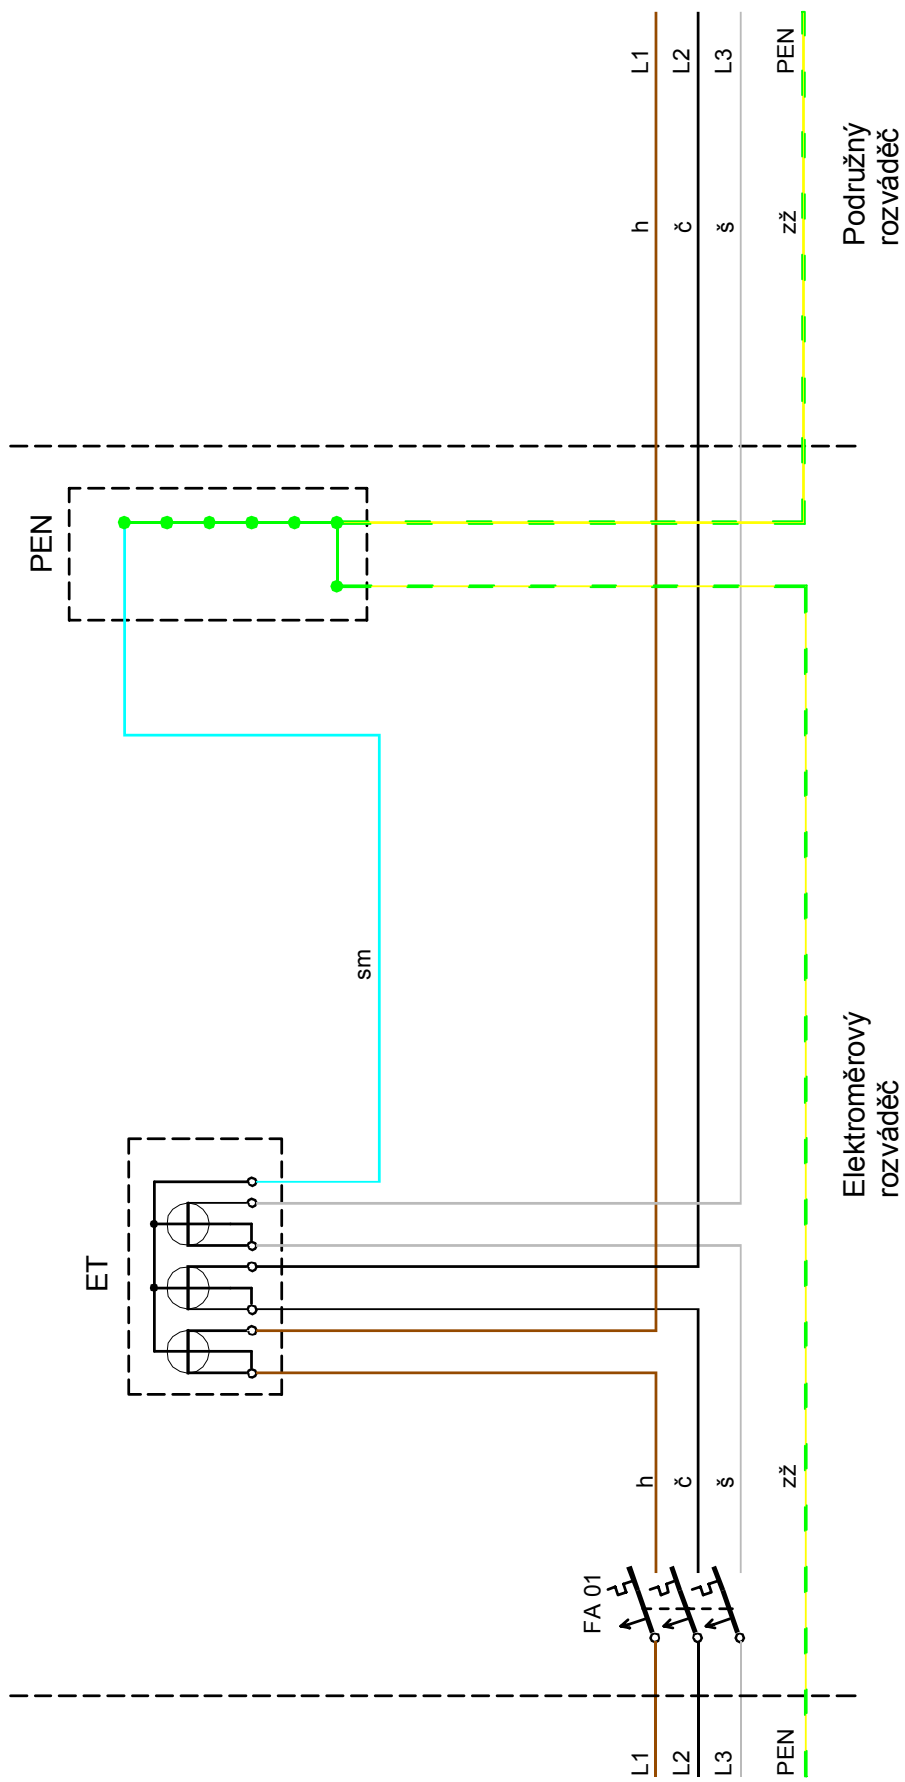 L1
L2
L3
PEN
FA 01
h
č
š
zž
ET
sm
PEN
Elektroměrový
rozváděč
h
č
š
zž
L1
L2
L3
PEN
Podružný
rozváděč